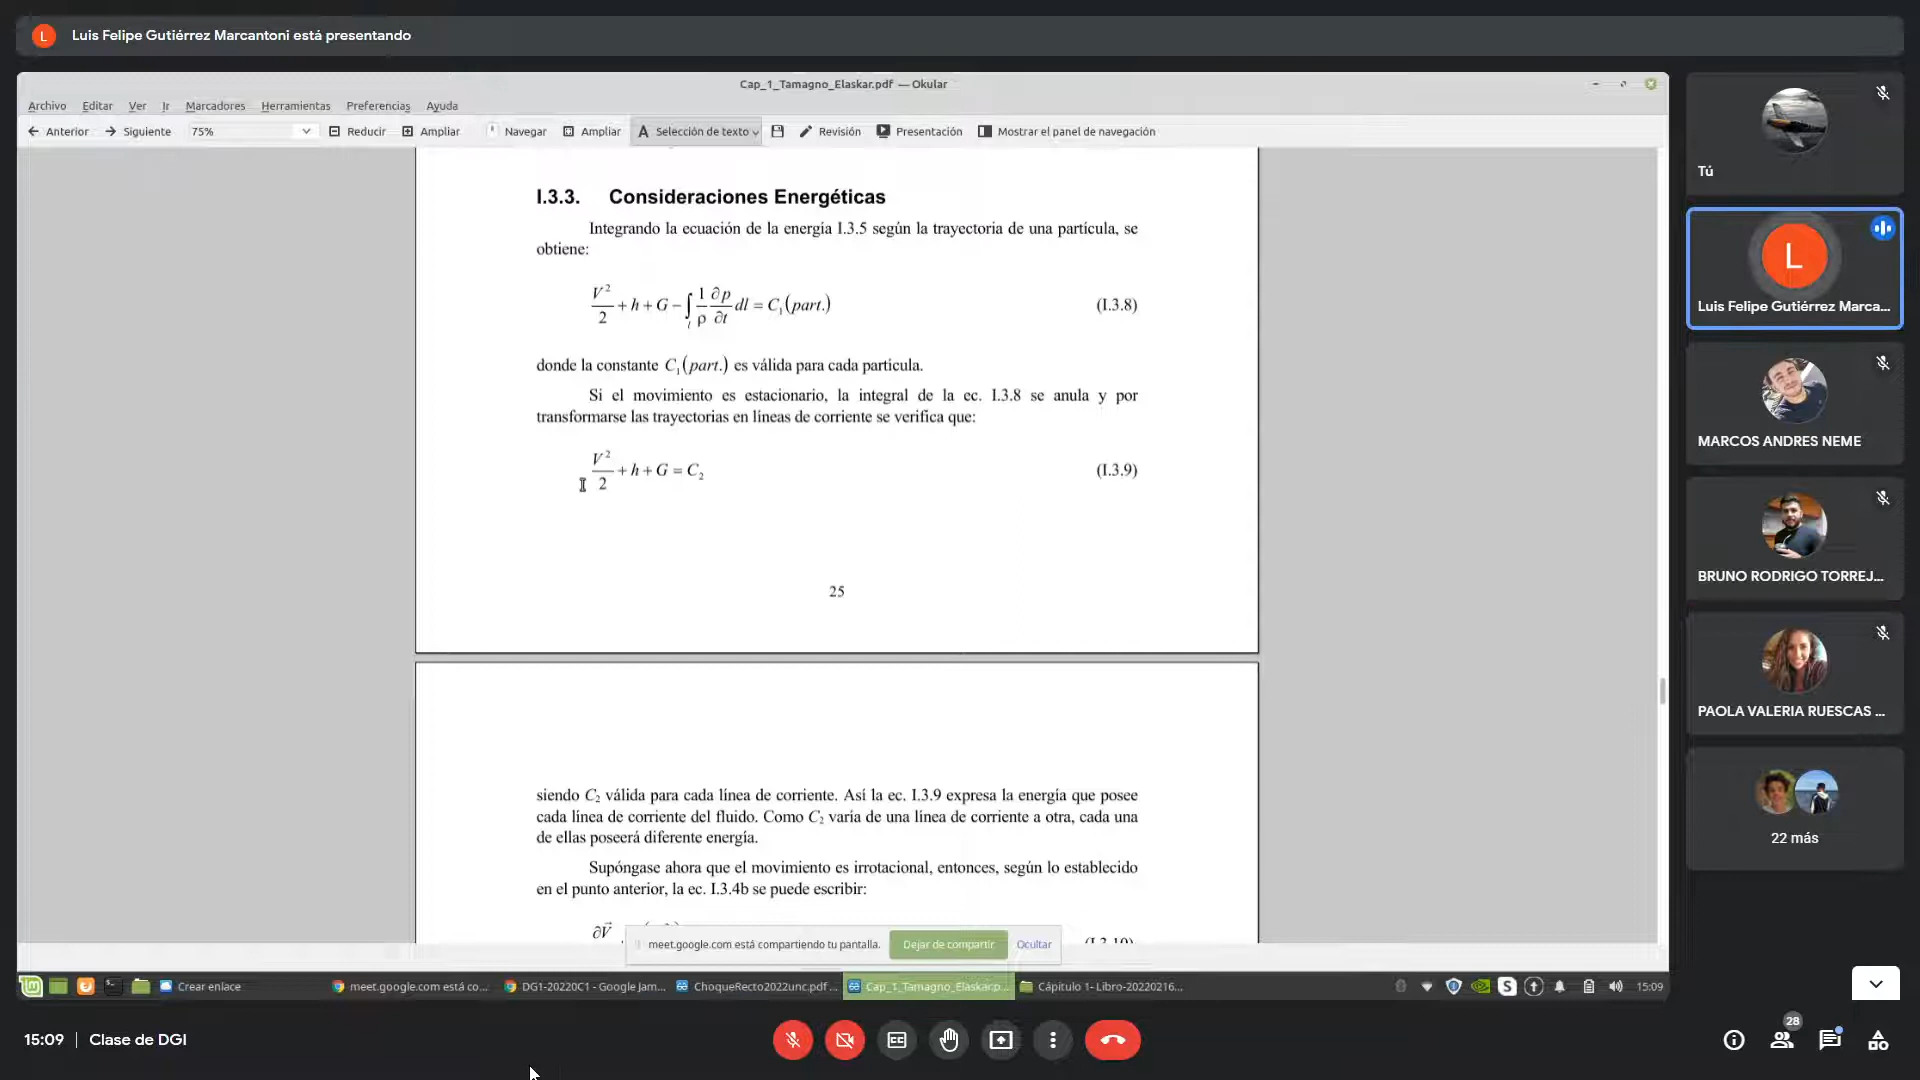 L
Luis Felipe Gutiérrez Marcantoni está presentando
Cap_1_Tamagno_Elaskar.pdf — Okular
Archivo Editar Ver Ir Marcadores Herramientas Preferencias Ayuda
Anterior Siguiente 75% Reducir Ampliar Navegar Ampliar Selección de texto Revisión Presentación Mostrar el panel de navegación
I.3.3. Consideraciones Energéticas
Integrando la ecuación de la energía I.3.5 según la trayectoria de una partícula, se
obtiene:
V²/2 + h + G − ∫_l (1/ρ) (∂p/∂t) dl = C₁(part.) (I.3.8)
donde la constante C₁(part.) es válida para cada partícula.
Si el movimiento es estacionario, la integral de la ec. I.3.8 se anula y por
transformarse las trayectorias en líneas de corriente se verifica que:
V²/2 + h + G = C₂ (I.3.9)
25
siendo C₂ válida para cada línea de corriente. Así la ec. I.3.9 expresa la energía que posee
cada línea de corriente del fluido. Como C₂ varía de una línea de corriente a otra, cada una
de ellas poseerá diferente energía.
Supóngase ahora que el movimiento es irrotacional, entonces, según lo establecido
en el punto anterior, la ec. I.3.4b se puede escribir:
∂V⃗ (I.3.10)
meet.google.com está compartiendo tu pantalla. Dejar de compartir Ocultar
Crear enlace meet.google.com está co... DG1-20220C1 - Google Jam... ChoqueRecto2022unc.pdf ... Cap_1_Tamagno_Elaskar.p... Cápitulo 1- Libro-20220216... S 15:09
Tú
L
Luis Felipe Gutiérrez Marca...
MARCOS ANDRES NEME
BRUNO RODRIGO TORREJ...
PAOLA VALERIA RUESCAS ...
22 más
15:09 | Clase de DGI
28